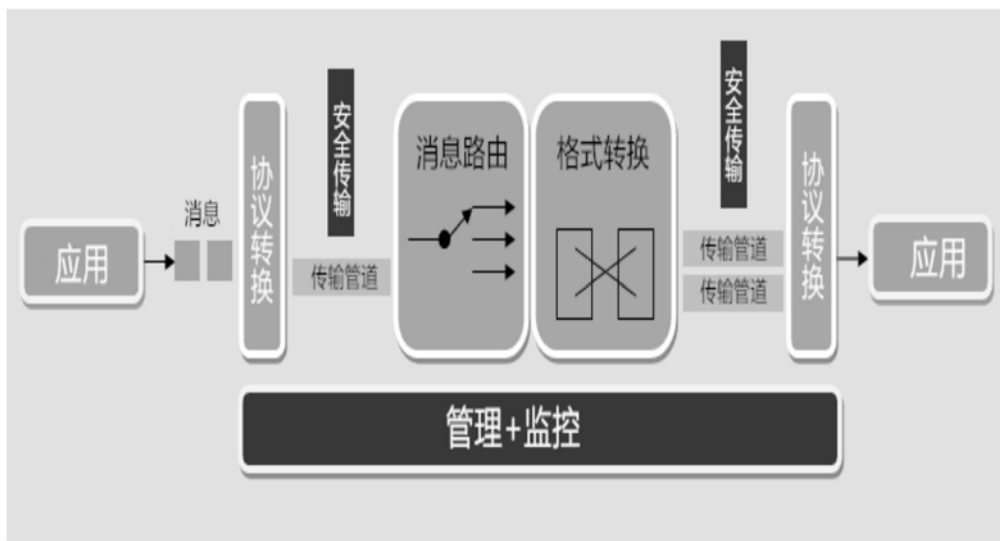 应用
消息
协议转换
安全传输
传输管道
消息路由
格式转换
安全传输
传输管道
传输管道
协议转换
应用
管理+监控